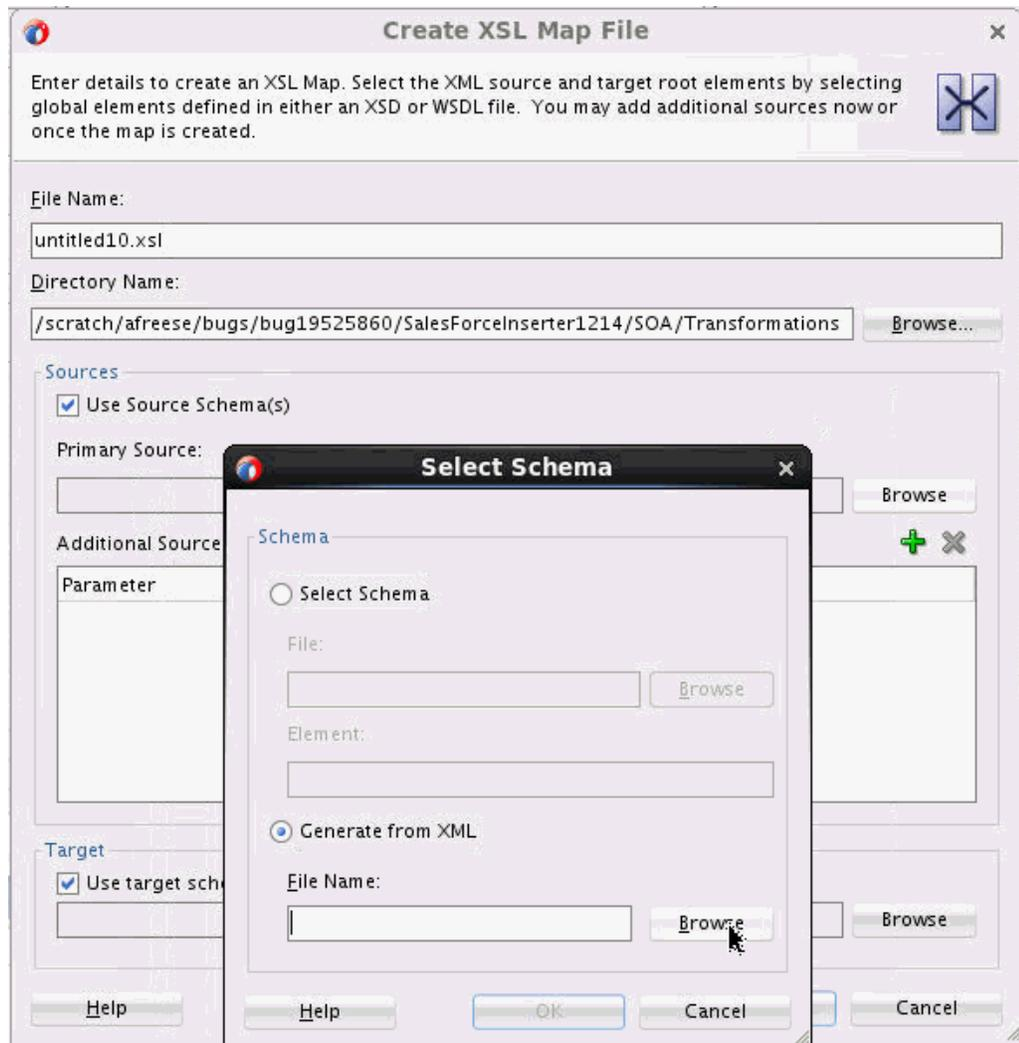 Create XSL Map File
Enter details to create an XSL Map. Select the XML source and target root elements by selecting
global elements defined in either an XSD or WSDL file. You may add additional sources now or
once the map is created.
File Name:
untitled10.xsl
Directory Name:
/scratch/afreese/bugs/bug19525860/SalesForceInserter1214/SOA/Transformations
Browse...
Sources
Use Source Schema(s)
Primary Source:
Browse
Additional Source
Parameter
Target
Use target sch
Browse
Help
Cancel
Select Schema
Schema
Select Schema
File:
Browse
Element:
Generate from XML
File Name:
Browse
Help
OK
Cancel